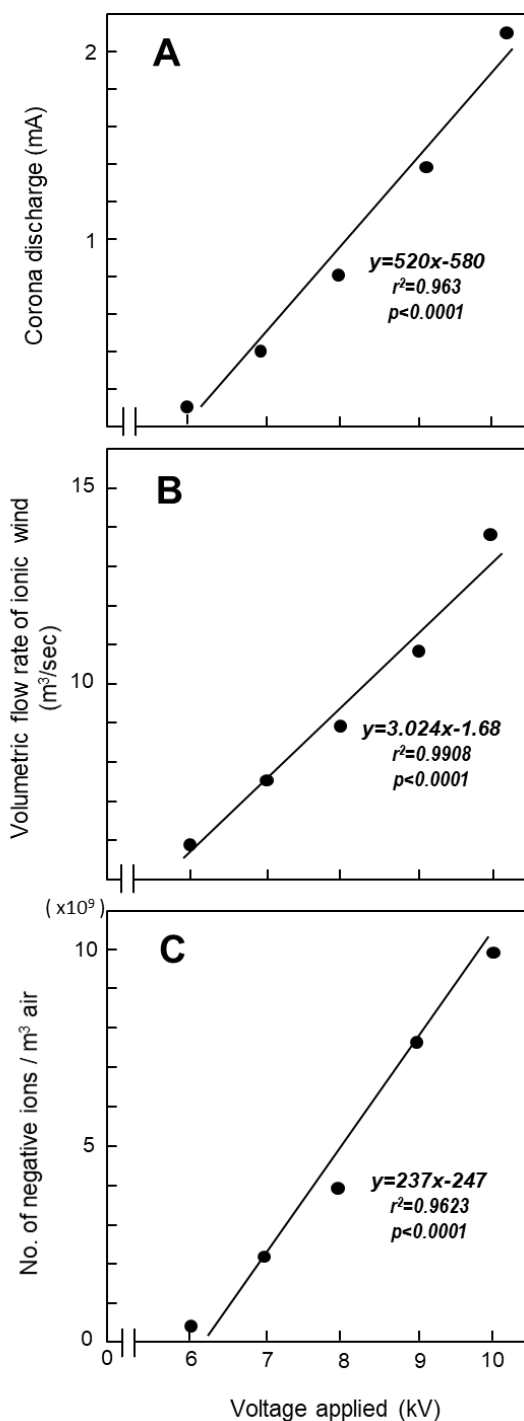 A
2
1
Corona discharge (mA)
y=520x-580
r²=0.963
p<0.0001
B
15
10
Volumetric flow rate of ionic wind
(m³/sec)
y=3.024x-1.68
r²=0.9908
p<0.0001
(x10⁹)
C
10
5
0
No. of negative ions / m³ air
y=237x-247
r²=0.9623
p<0.0001
0 6 7 8 9 10
Voltage applied (kV)